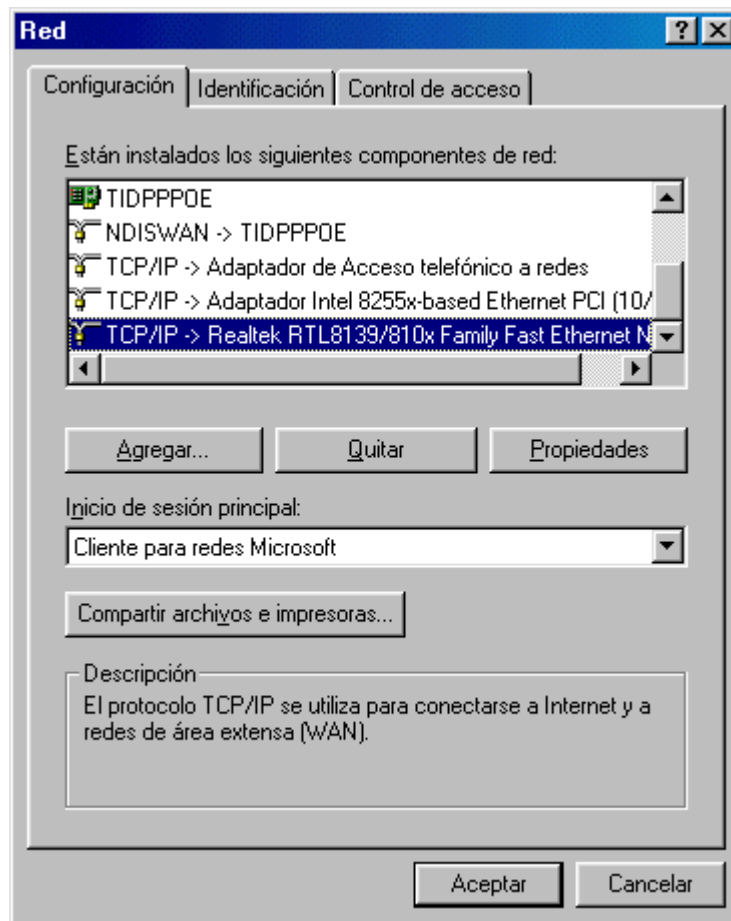 Red
Configuración
Identificación
Control de acceso
Están instalados los siguientes componentes de red:
TIDPPPOE
NDISWAN -> TIDPPPOE
TCP/IP -> Adaptador de Acceso telefónico a redes
TCP/IP -> Adaptador Intel 8255x-based Ethernet PCI (10/
TCP/IP -> Realtek RTL8139/810x Family Fast Ethernet N
Agregar...
Quitar
Propiedades
Inicio de sesión principal:
Cliente para redes Microsoft
Compartir archivos e impresoras...
Descripción
El protocolo TCP/IP se utiliza para conectarse a Internet y a
redes de área extensa (WAN).
Aceptar
Cancelar